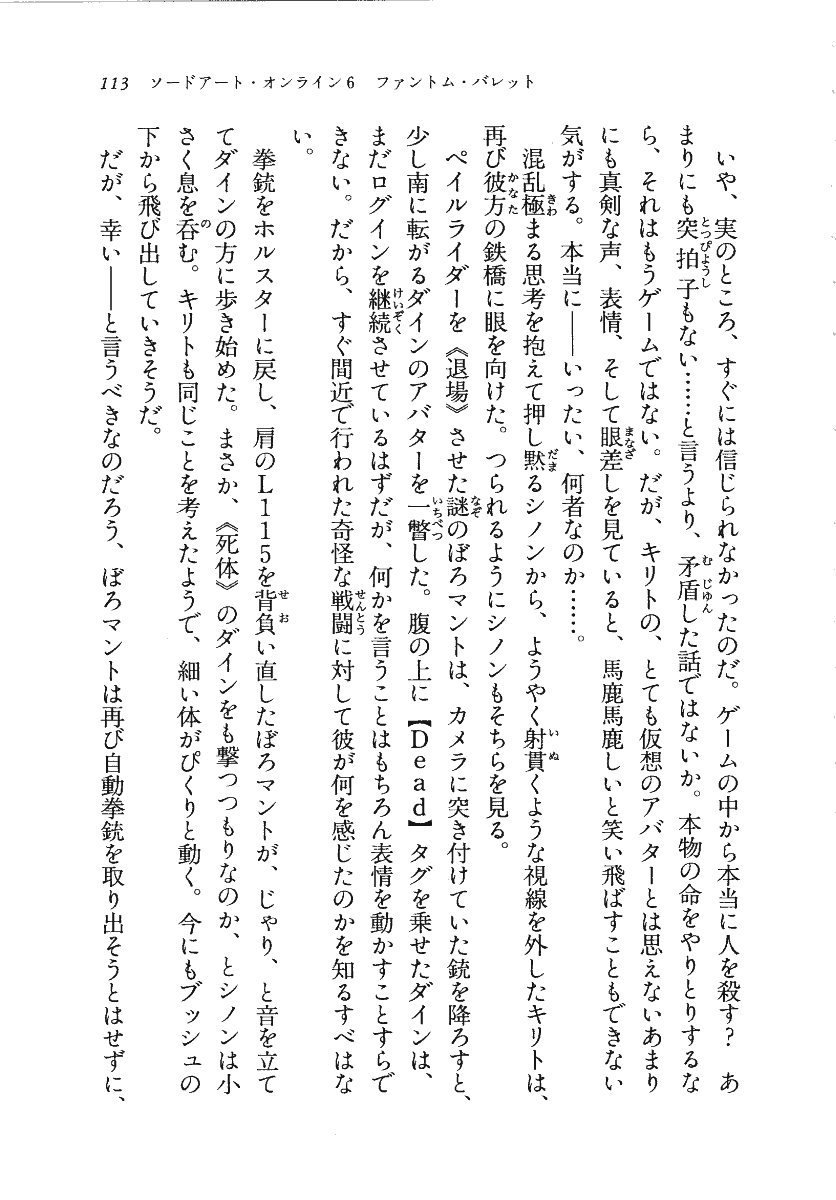 113　ソードアート・オンライン6　ファントム・バレット
　いや、実のところ、すぐには信じられなかったのだ。ゲームの中から本当に人を殺す？　あ
まりにも突拍子もない……と言うより、矛盾した話ではないか。本物の命をやりとりするな
ら、それはもうゲームではない。だが、キリトの、とても仮想のアバターとは思えないあまり
にも真剣な声、表情、そして眼差しを見ていると、馬鹿馬鹿しいと笑い飛ばすこともできない
気がする。本当に――いったい、何者なのか……。
　混乱極まる思考を抱えて押し黙るシノンから、ようやく射貫くような視線を外したキリトは、
再び彼方の鉄橋に眼を向けた。つられるようにシノンもそちらを見る。
　ペイルライダーを《退場》させた謎のぼろマントは、カメラに突き付けていた銃を降ろすと、
少し南に転がるダインのアバターを一瞥した。腹の上に【Dead】タグを乗せたダインは、
まだログインを継続させているはずだが、何かを言うことはもちろん表情を動かすことすらで
きない。だから、すぐ間近で行われた奇怪な戦闘に対して彼が何を感じたのかを知るすべはな
い。
　拳銃をホルスターに戻し、肩のL115を背負い直したぼろマントが、じゃり、と音を立て
てダインの方に歩き始めた。まさか、《死体》のダインをも撃つつもりなのか、とシノンは小
さく息を呑む。キリトも同じことを考えたようで、細い体がぴくりと動く。今にもブッシュの
下から飛び出していきそうだ。
　だが、幸い――と言うべきなのだろう、ぼろマントは再び自動拳銃を取り出そうとはせずに、